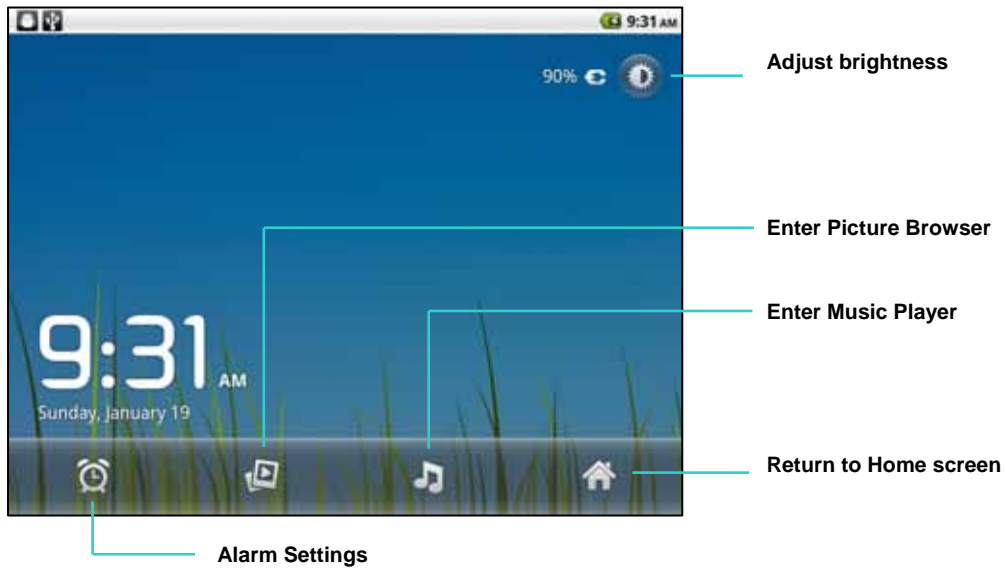 9:31 AM
90%
Adjust brightness
Enter Picture Browser
Enter Music Player
9:31 AM
Sunday, January 19
Return to Home screen
Alarm Settings